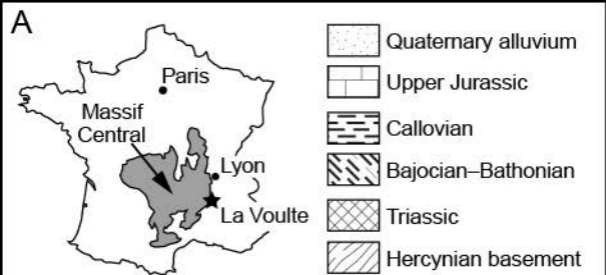 A
Paris
Massif
Central
Lyon
La Voulte
Quaternary alluvium
Upper Jurassic
Callovian
Bajocian–Bathonian
Triassic
Hercynian basement